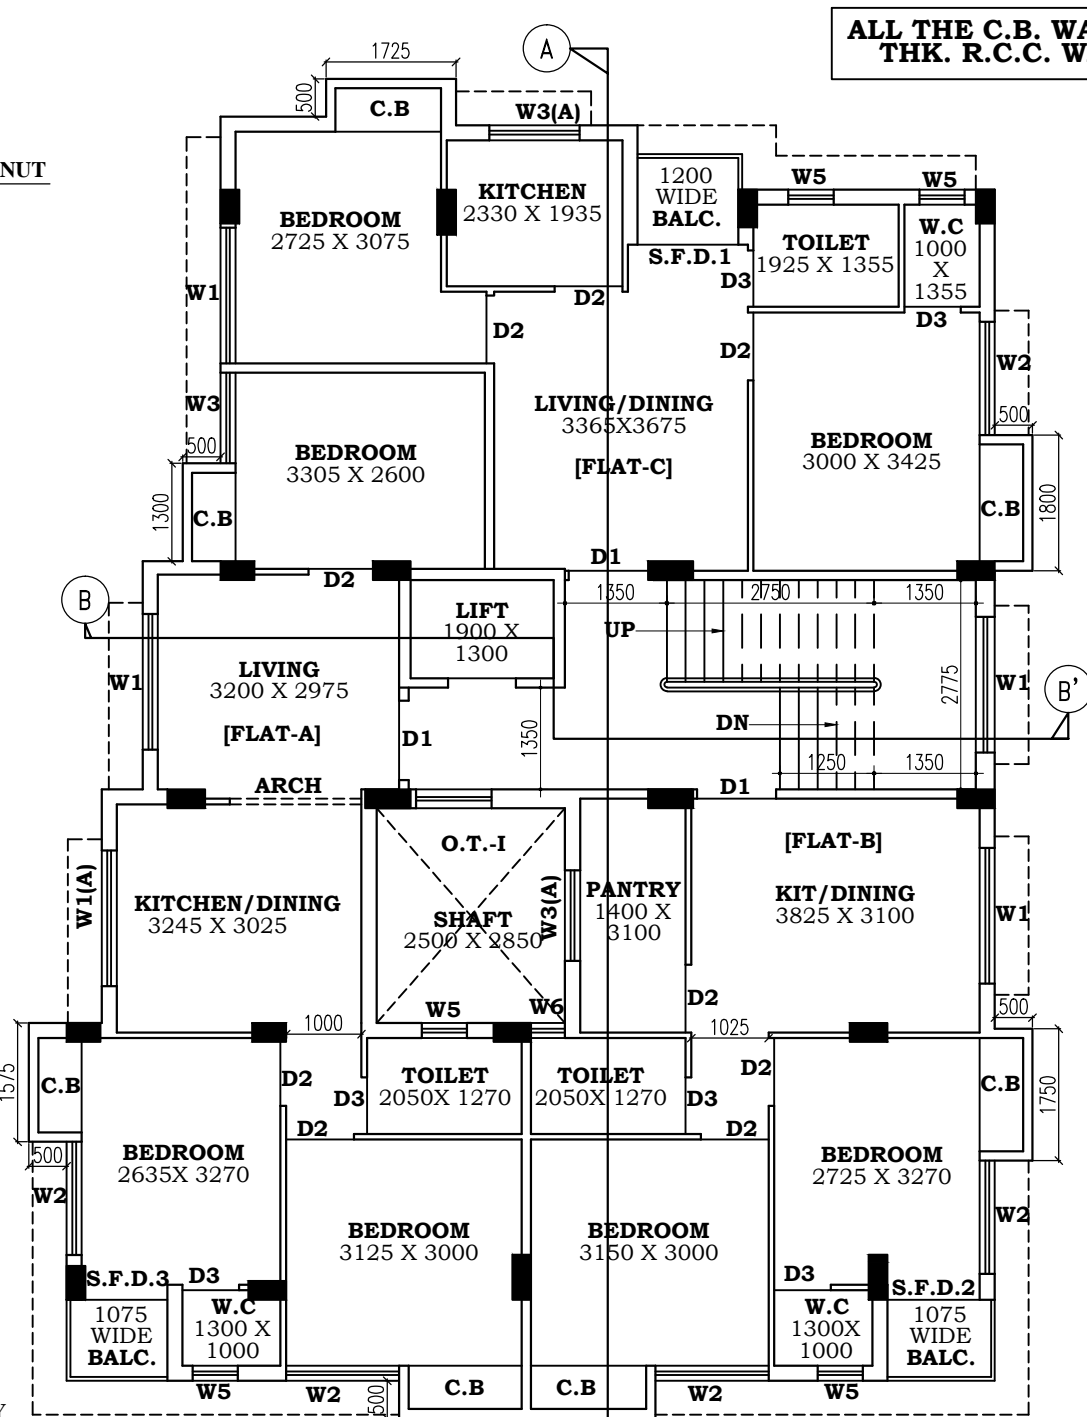 ALL THE C.B. WA
THK. R.C.C. W
A
1725
500
C.B
W3(A)
NUT
KITCHEN
2330 X 1935
1200
WIDE
BALC.
S.F.D.1
W5
W5
BEDROOM
2725 X 3075
TOILET
1925 X 1355
W.C
1000
X
1355
D3
D3
W1
D2
D2
D2
W2
W3
500
LIVING/DINING
3365X3675
[FLAT-C]
BEDROOM
3305 X 2600
BEDROOM
3000 X 3425
500
C.B
1800
1300
C.B
D2
D1
B
LIFT
1900 X
1300
1350
2750
1350
UP
LIVING
3200 X 2975
[FLAT-A]
W1
D1
1350
2775
W1
B'
DN
1250
1350
ARCH
D1
O.T.-I
[FLAT-B]
W1(A)
KITCHEN/DINING
3245 X 3025
SHAFT
2500 X 2850
W3(A)
PANTRY
1400 X
3100
KIT/DINING
3825 X 3100
W1
W5
W6
D2
1000
1025
500
1575
C.B
D2
D3
TOILET
2050X 1270
TOILET
2050X 1270
D3
D2
C.B
1750
D2
D2
500
BEDROOM
2635X 3270
BEDROOM
2725 X 3270
W2
W2
BEDROOM
3125 X 3000
BEDROOM
3150 X 3000
S.F.D.3
D3
D3
S.F.D.2
1075
WIDE
BALC.
W.C
1300 X
1000
W.C
1300X
1000
1075
WIDE
BALC.
W5
W2
500
C.B
C.B
W2
W5
Y